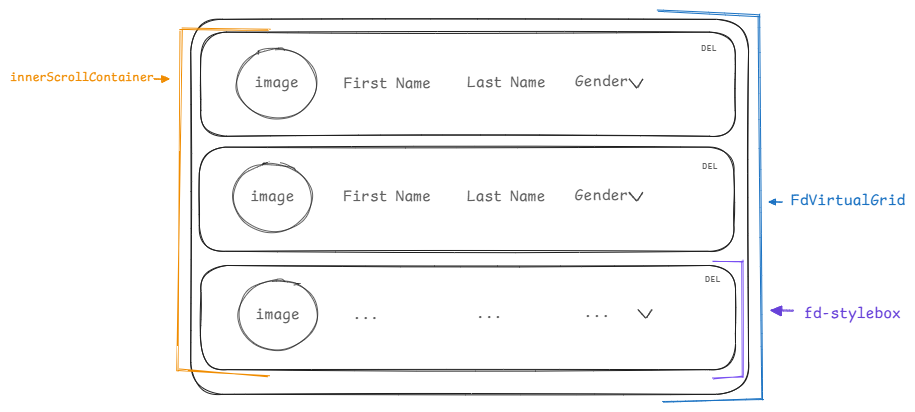 DEL
innerScrollContainer
image First Name Last Name Gender
DEL
image First Name Last Name Gender
FdVirtualGrid
DEL
image ... ... ...
fd-stylebox